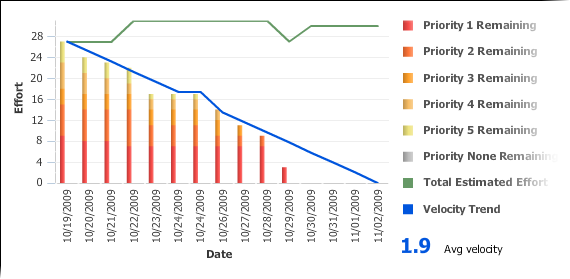 28
24
20
16
12
8
4
0
Effort
10/19/2009
10/20/2009
10/21/2009
10/22/2009
10/23/2009
10/24/2009
10/24/2009
10/26/2009
10/27/2009
10/28/2009
10/29/2009
10/30/2009
10/31/2009
11/01/2009
11/02/2009
Date
Priority 1 Remaining
Priority 2 Remaining
Priority 3 Remaining
Priority 4 Remaining
Priority 5 Remaining
Priority None Remaining
Total Estimated Effort
Velocity Trend
1.9 Avg velocity